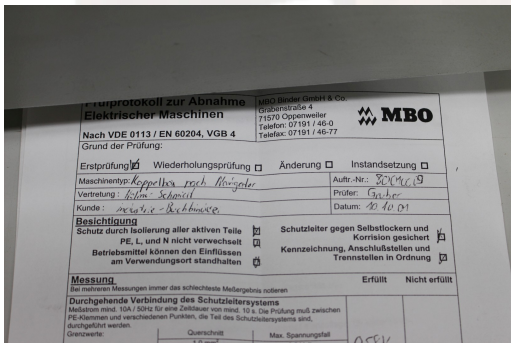 Prüfprotokoll zur Abnahme
Elektrischer Maschinen
Nach VDE 0113 / EN 60204, VGB 4
MBO Binder GmbH & Co.
Grabenstraße 4
71570 Oppenweiler
Telefon: 07191 / 46-0
Telefax: 07191 / 46-77
MBO
Grund der Prüfung:
Erstprüfung Wiederholungsprüfung Änderung Instandsetzung
Maschinentyp: nach
Auftr.-Nr.:
Vertretung : Schmidt
Prüfer: Gruber
Kunde :
Datum: 10.10.01
Besichtigung
Schutz durch Isolierung aller aktiven Teile
PE, L, und N nicht verwechselt
Betriebsmittel können den Einflüssen
am Verwendungsort standhalten
Schutzleiter gegen Selbstlockern und
Korrision gesichert
Kennzeichnung, Anschlußstellen und
Trennstellen in Ordnung
Messung Erfüllt Nicht erfüllt
Bei mehreren Messungen immer das schlechteste Meßergebnis notieren
Durchgehende Verbindung des Schutzleitersystems
Meßstrom mind. 10A / 50Hz für eine Zeitdauer von mind. 10 s. Die Prüfung muß zwischen
PE-Klemmen und verschiedenen Punkten, die Teil des Schutzleitersystems sind,
durchgeführt werden.
Grenzwerte: Querschnitt Max. Spannungsfall